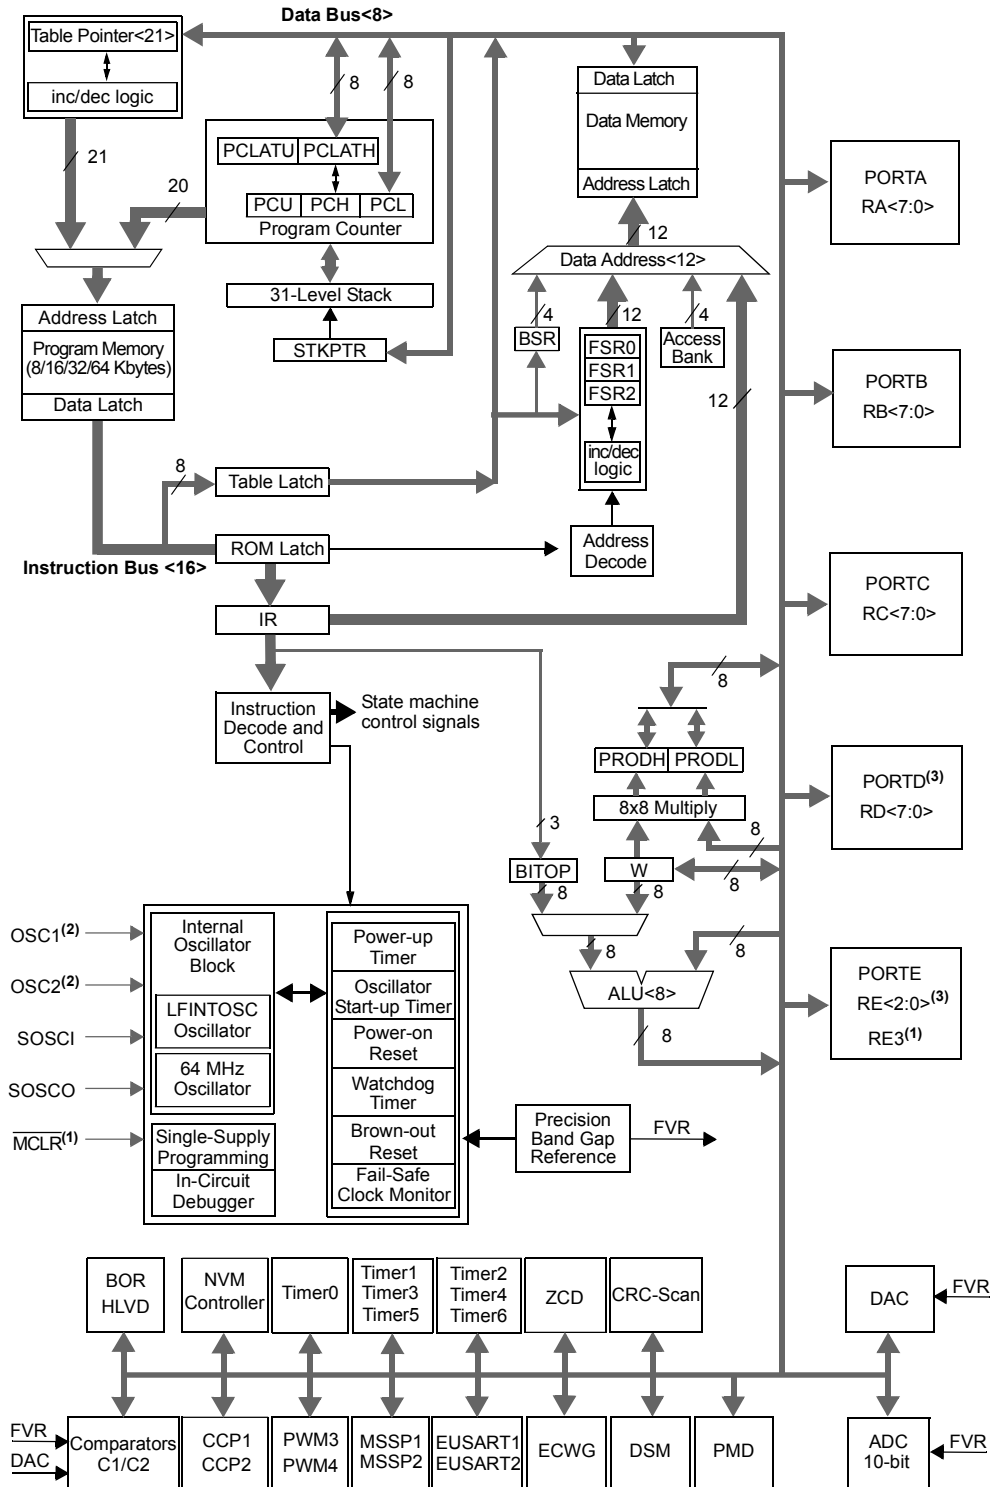 Data Bus<8>
Table Pointer<21>
inc/dec logic
21
20
8
8
PCLATU PCLATH
PCU PCH PCL
Program Counter
31-Level Stack
STKPTR
Data Latch
Data Memory
Address Latch
12
Data Address<12>
4
12
4
BSR
FSR0
FSR1
FSR2
inc/dec
logic
Access
Bank
12
Address
Decode
Address Latch
Program Memory
(8/16/32/64 Kbytes)
Data Latch
8
Table Latch
ROM Latch
Instruction Bus <16>
IR
Instruction
Decode and
Control
State machine
control signals
8
PRODH PRODL
8x8 Multiply
3
8
BITOP
W
8
8
8
8
8
ALU<8>
8
PORTA
RA<7:0>
PORTB
RB<7:0>
PORTC
RC<7:0>
PORTD(3)
RD<7:0>
PORTE
RE<2:0>(3)
RE3(1)
OSC1(2)
OSC2(2)
SOSCI
SOSCO
MCLR(1)
Internal
Oscillator
Block
LFINTOSC
Oscillator
64 MHz
Oscillator
Single-Supply
Programming
In-Circuit
Debugger
Power-up
Timer
Oscillator
Start-up Timer
Power-on
Reset
Watchdog
Timer
Brown-out
Reset
Fail-Safe
Clock Monitor
Precision
Band Gap
Reference
FVR
BOR
HLVD
NVM
Controller
Timer0
Timer1
Timer3
Timer5
Timer2
Timer4
Timer6
ZCD
CRC-Scan
DAC
FVR
FVR
DAC
Comparators
C1/C2
CCP1
CCP2
PWM3
PWM4
MSSP1
MSSP2
EUSART1
EUSART2
ECWG
DSM
PMD
ADC
10-bit
FVR